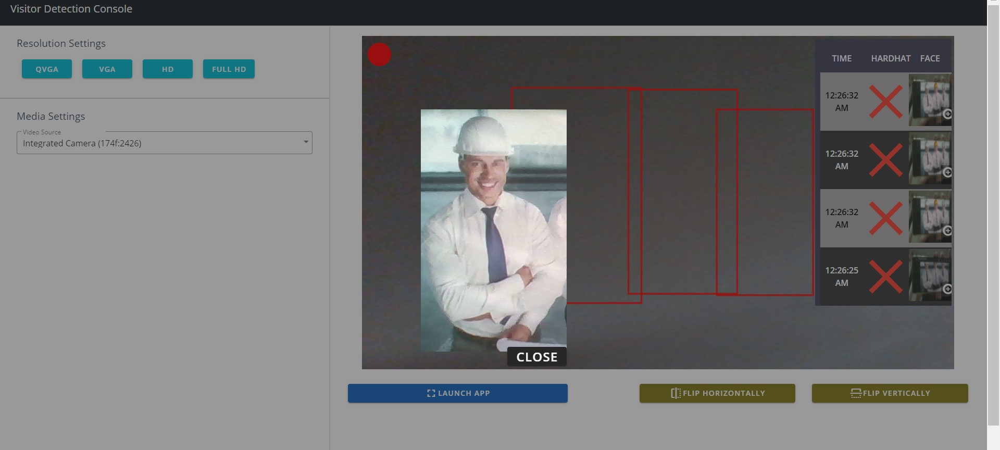 Visitor Detection Console
Resolution Settings
QVGA
VGA
HD
FULL HD
Media Settings
Video Source
Integrated Camera (174f:2426)
TIME
HARDHAT
FACE
12:26:32
AM
12:26:32
AM
12:26:32
AM
12:26:25
AM
CLOSE
LAUNCH APP
FLIP HORIZONTALLY
FLIP VERTICALLY